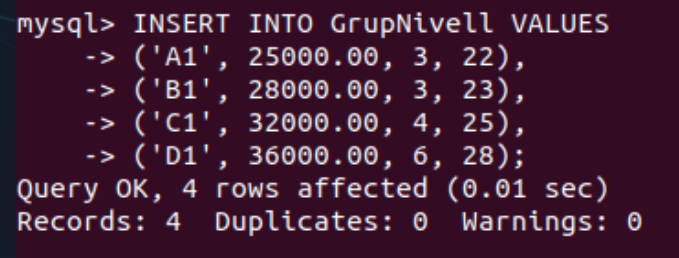 mysql> INSERT INTO GrupNivell VALUES
    -> ('A1', 25000.00, 3, 22),
    -> ('B1', 28000.00, 3, 23),
    -> ('C1', 32000.00, 4, 25),
    -> ('D1', 36000.00, 6, 28);
Query OK, 4 rows affected (0.01 sec)
Records: 4  Duplicates: 0  Warnings: 0